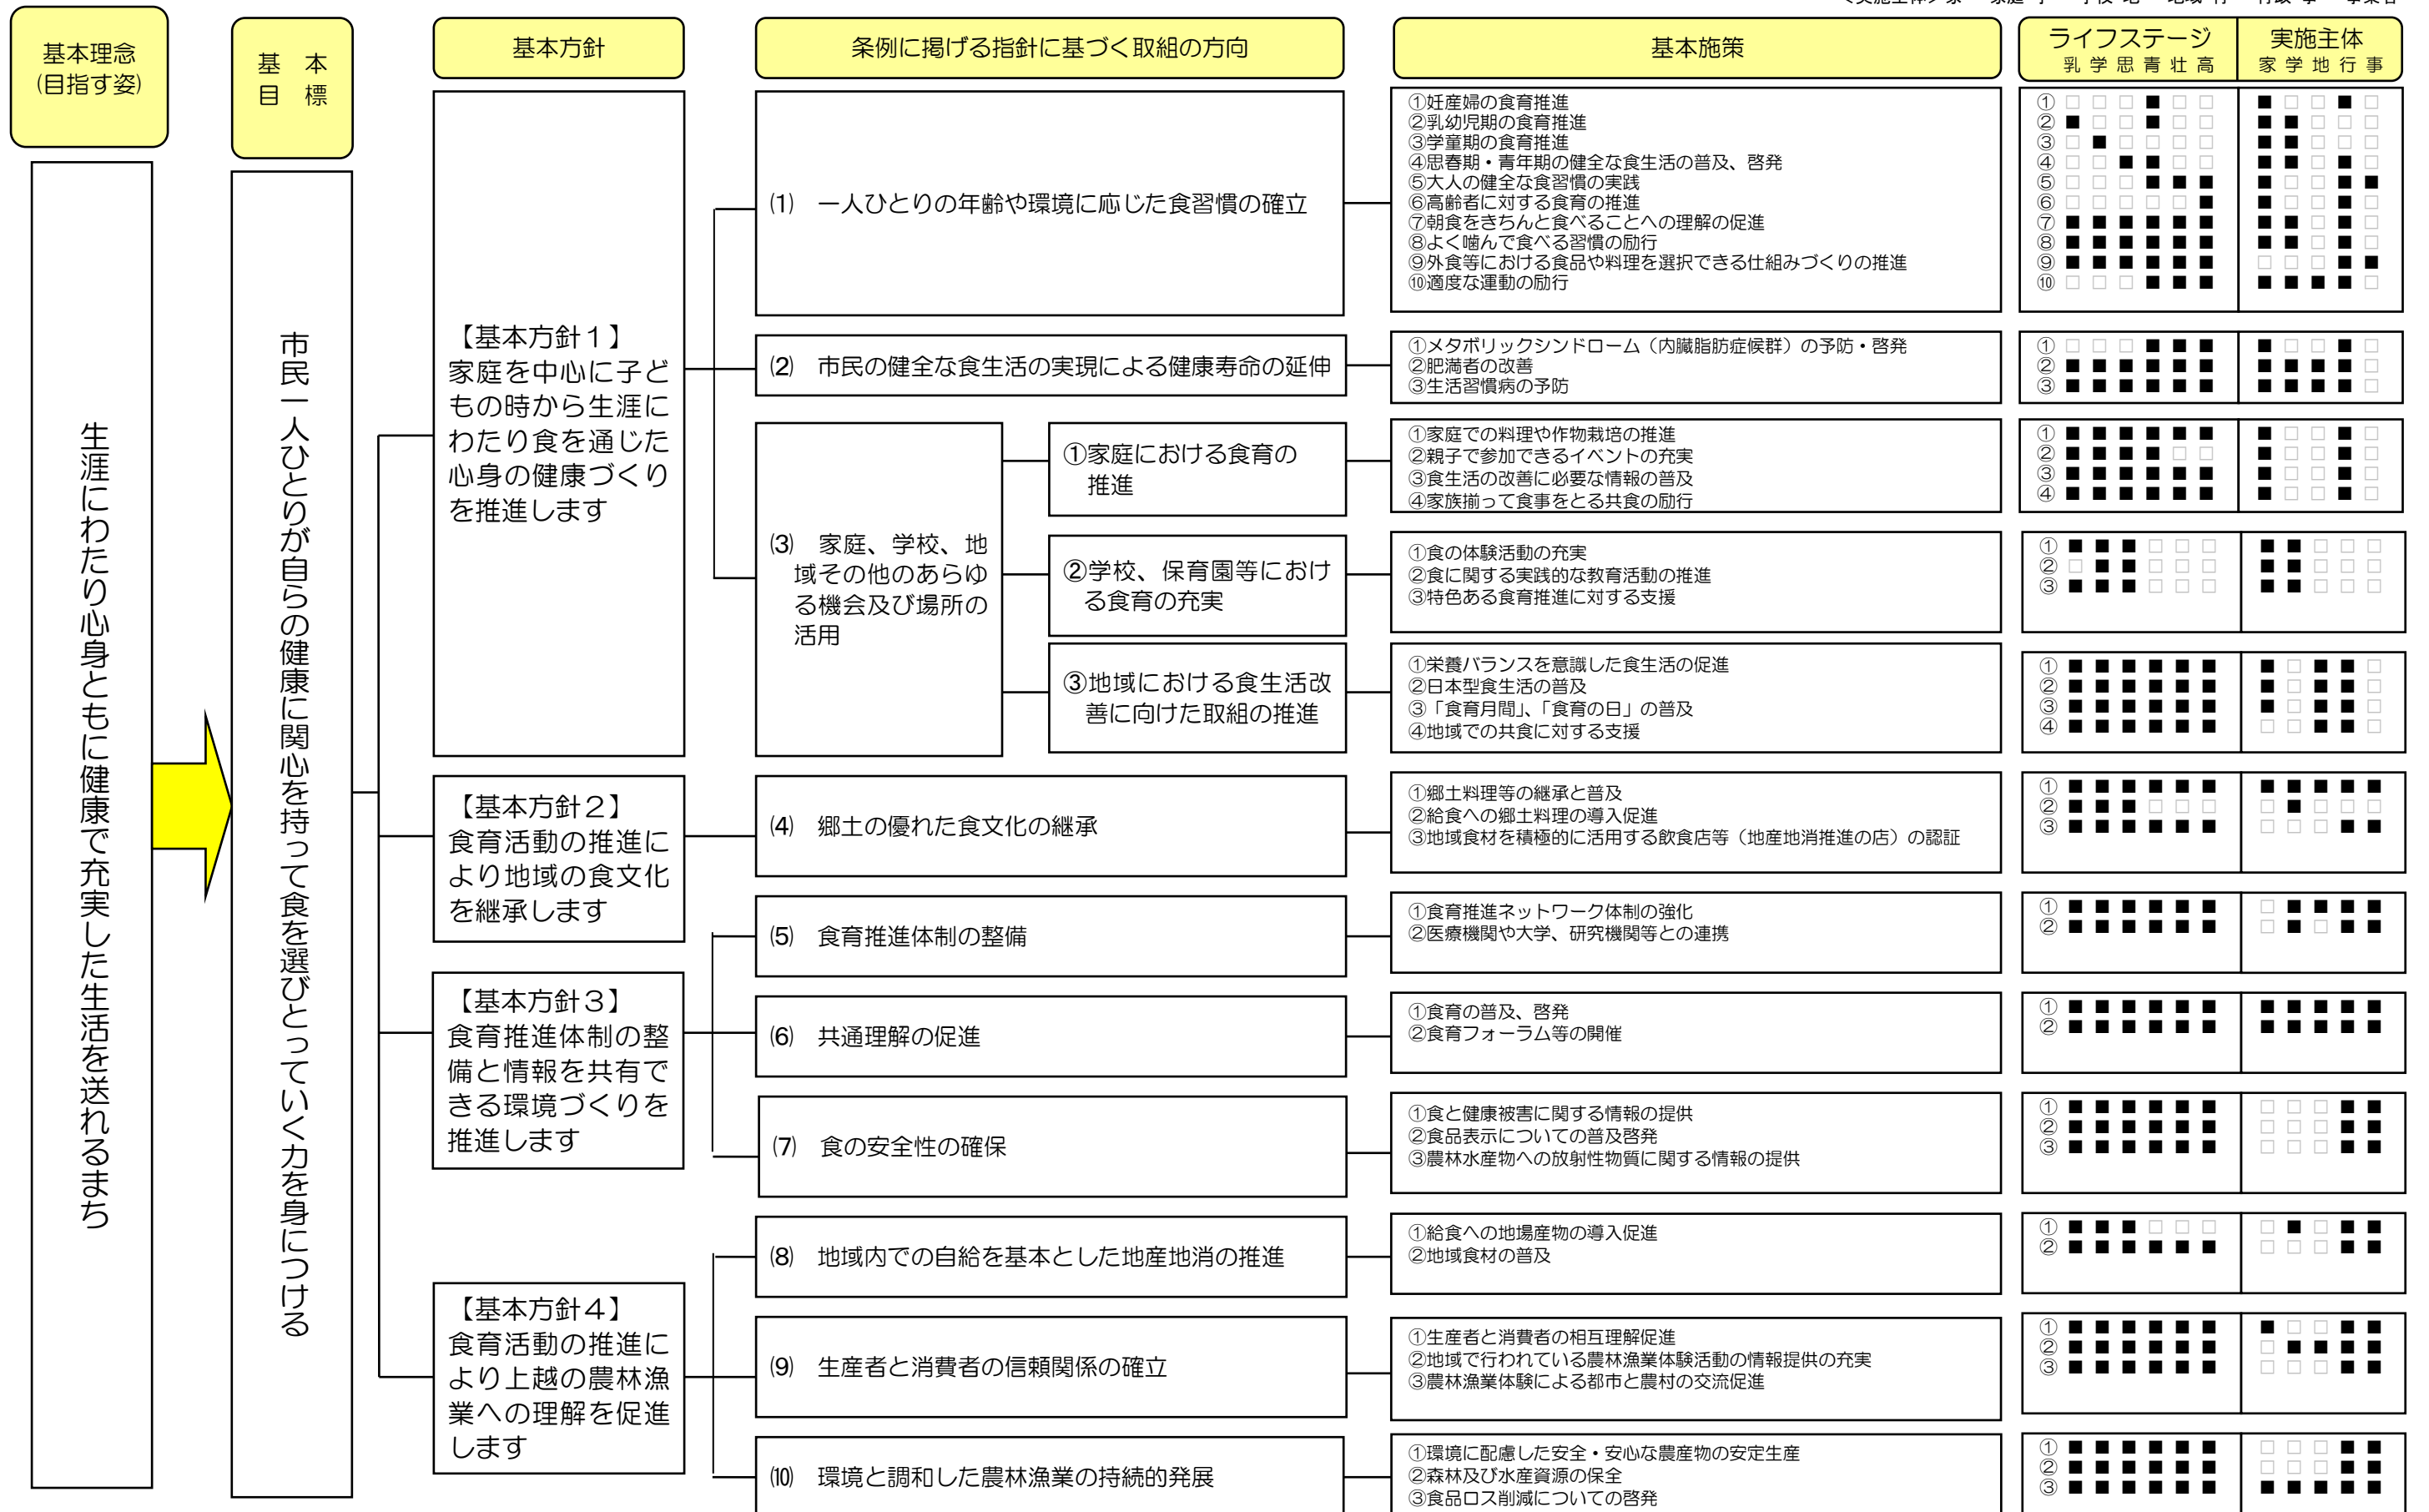 基本理念
(目指す姿)
基 本
目 標
基本方針
条例に掲げる指針に基づく取組の方向
基本施策
ライフステージ
乳 学 思 青 壮 高
実施主体
家 学 地 行 事
生涯にわたり心身ともに健康で充実した生活を送れるまち
市民一人ひとりが自らの健康に関心を持って食を選びとっていく力を身につける
【基本方針１】
家庭を中心に子ど
もの時から生涯に
わたり食を通じた
心身の健康づくり
を推進します
⑴ 一人ひとりの年齢や環境に応じた食習慣の確立
①妊産婦の食育推進
②乳幼児期の食育推進
③学童期の食育推進
④思春期・青年期の健全な食生活の普及、啓発
⑤大人の健全な食習慣の実践
⑥高齢者に対する食育の推進
⑦朝食をきちんと食べることへの理解の促進
⑧よく噛んで食べる習慣の励行
⑨外食等における食品や料理を選択できる仕組みづくりの推進
⑩適度な運動の励行
① □ □ □ ■ □ □ ■ □ □ ■ □
② ■ □ □ ■ □ □ ■ ■ □ □ □
③ □ ■ □ □ □ □ ■ ■ □ □ □
④ □ □ ■ ■ □ □ ■ ■ □ ■ □
⑤ □ □ □ ■ ■ ■ ■ □ □ ■ ■
⑥ □ □ □ □ □ ■ ■ □ □ ■ □
⑦ ■ ■ ■ ■ ■ ■ ■ ■ □ ■ □
⑧ ■ ■ ■ ■ ■ ■ ■ ■ □ ■ □
⑨ ■ ■ ■ ■ ■ ■ □ □ □ ■ ■
⑩ □ □ □ ■ ■ ■ ■ ■ ■ ■ □
⑵ 市民の健全な食生活の実現による健康寿命の延伸
①メタボリックシンドローム（内臓脂肪症候群）の予防・啓発
②肥満者の改善
③生活習慣病の予防
① □ □ □ ■ ■ ■ ■ □ □ ■ □
② ■ ■ ■ ■ ■ ■ ■ ■ ■ ■ □
③ ■ ■ ■ ■ ■ ■ ■ ■ ■ ■ □
⑶ 家庭、学校、地
域その他のあらゆ
る機会及び場所の
活用
①家庭における食育の
推進
①家庭での料理や作物栽培の推進
②親子で参加できるイベントの充実
③食生活の改善に必要な情報の普及
④家族揃って食事をとる共食の励行
① ■ ■ ■ ■ ■ ■ ■ □ □ ■ □
② ■ ■ ■ ■ □ □ ■ □ □ ■ □
③ ■ ■ ■ ■ ■ ■ ■ □ □ ■ □
④ ■ ■ ■ ■ ■ ■ ■ □ □ ■ □
②学校、保育園等におけ
る食育の充実
①食の体験活動の充実
②食に関する実践的な教育活動の推進
③特色ある食育推進に対する支援
① ■ ■ ■ □ □ □ ■ ■ □ □ □
② □ ■ ■ □ □ □ ■ ■ □ □ □
③ ■ ■ ■ □ □ □ ■ ■ □ □ □
③地域における食生活改
善に向けた取組の推進
①栄養バランスを意識した食生活の促進
②日本型食生活の普及
③「食育月間」、「食育の日」の普及
④地域での共食に対する支援
① ■ ■ ■ ■ ■ ■ ■ □ ■ ■ □
② ■ ■ ■ ■ ■ ■ ■ □ ■ ■ □
③ ■ ■ ■ ■ ■ ■ ■ □ ■ ■ □
④ ■ ■ ■ ■ ■ ■ □ □ ■ ■ □
【基本方針２】
食育活動の推進に
より地域の食文化
を継承します
⑷ 郷土の優れた食文化の継承
①郷土料理等の継承と普及
②給食への郷土料理の導入促進
③地域食材を積極的に活用する飲食店等（地産地消推進の店）の認証
① ■ ■ ■ ■ ■ ■ ■ ■ ■ ■ ■
② ■ ■ ■ □ □ □ □ ■ □ □ □
③ ■ ■ ■ ■ ■ ■ □ □ □ ■ ■
【基本方針３】
食育推進体制の整
備と情報を共有で
きる環境づくりを
推進します
⑸ 食育推進体制の整備
①食育推進ネットワーク体制の強化
②医療機関や大学、研究機関等との連携
① ■ ■ ■ ■ ■ ■ □ ■ ■ ■ ■
② ■ ■ ■ ■ ■ ■ □ ■ □ ■ ■
⑹ 共通理解の促進
①食育の普及、啓発
②食育フォーラム等の開催
① ■ ■ ■ ■ ■ ■ ■ ■ ■ ■ ■
② ■ ■ ■ ■ ■ ■ ■ ■ ■ ■ ■
⑺ 食の安全性の確保
①食と健康被害に関する情報の提供
②食品表示についての普及啓発
③農林水産物への放射性物質に関する情報の提供
① ■ ■ ■ ■ ■ ■ □ □ □ ■ ■
② ■ ■ ■ ■ ■ ■ □ □ □ ■ ■
③ ■ ■ ■ ■ ■ ■ □ □ □ ■ ■
【基本方針４】
食育活動の推進に
より上越の農林漁
業への理解を促進
します
⑻ 地域内での自給を基本とした地産地消の推進
①給食への地場産物の導入促進
②地域食材の普及
① ■ ■ ■ □ □ □ □ ■ □ ■ ■
② ■ ■ ■ ■ ■ ■ □ □ □ ■ ■
⑼ 生産者と消費者の信頼関係の確立
①生産者と消費者の相互理解促進
②地域で行われている農林漁業体験活動の情報提供の充実
③農林漁業体験による都市と農村の交流促進
① ■ ■ ■ ■ ■ ■ ■ □ □ ■ ■
② ■ ■ ■ ■ ■ ■ □ ■ ■ ■ ■
③ ■ ■ ■ ■ ■ ■ □ □ □ ■ ■
⑽ 環境と調和した農林漁業の持続的発展
①環境に配慮した安全・安心な農産物の安定生産
②森林及び水産資源の保全
③食品ロス削減についての啓発
① ■ ■ ■ ■ ■ ■ □ □ □ ■ ■
② ■ ■ ■ ■ ■ ■ □ □ □ ■ ■
③ ■ ■ ■ ■ ■ ■ ■ ■ ■ ■ ■